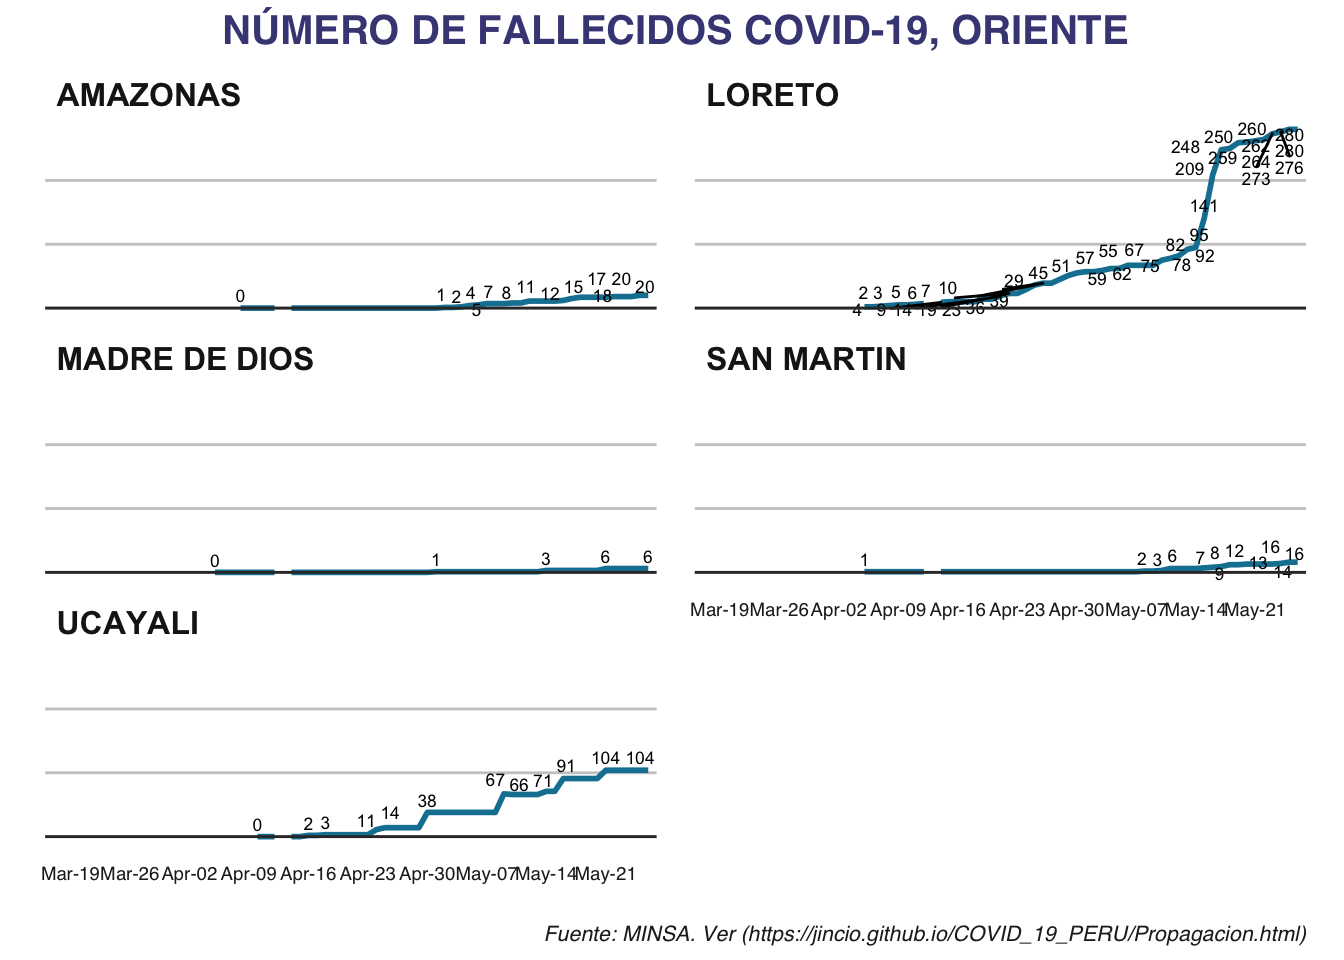 NÚMERO DE FALLECIDOS COVID-19, ORIENTE
AMAZONAS
0 1 2 4 5 7 8 11 12 15 17 18 20 20
LORETO
2 3 5 6 7 10 29 45 51 57 55 67 82 95 141 209 248 250 260 280
4 9 14 19 23 36 39 59 62 75 78 92 259 262 264 273 280 276
MADRE DE DIOS
0 1 3 6 6
SAN MARTIN
1 2 3 6 7 8 9 12 13 16 14 16
Mar-19 Mar-26 Apr-02 Apr-09 Apr-16 Apr-23 Apr-30 May-07 May-14 May-21
UCAYALI
0 2 3 11 14 38 67 66 71 91 104 104
Mar-19 Mar-26 Apr-02 Apr-09 Apr-16 Apr-23 Apr-30 May-07 May-14 May-21
Fuente: MINSA. Ver (https://jincio.github.io/COVID_19_PERU/Propagacion.html)